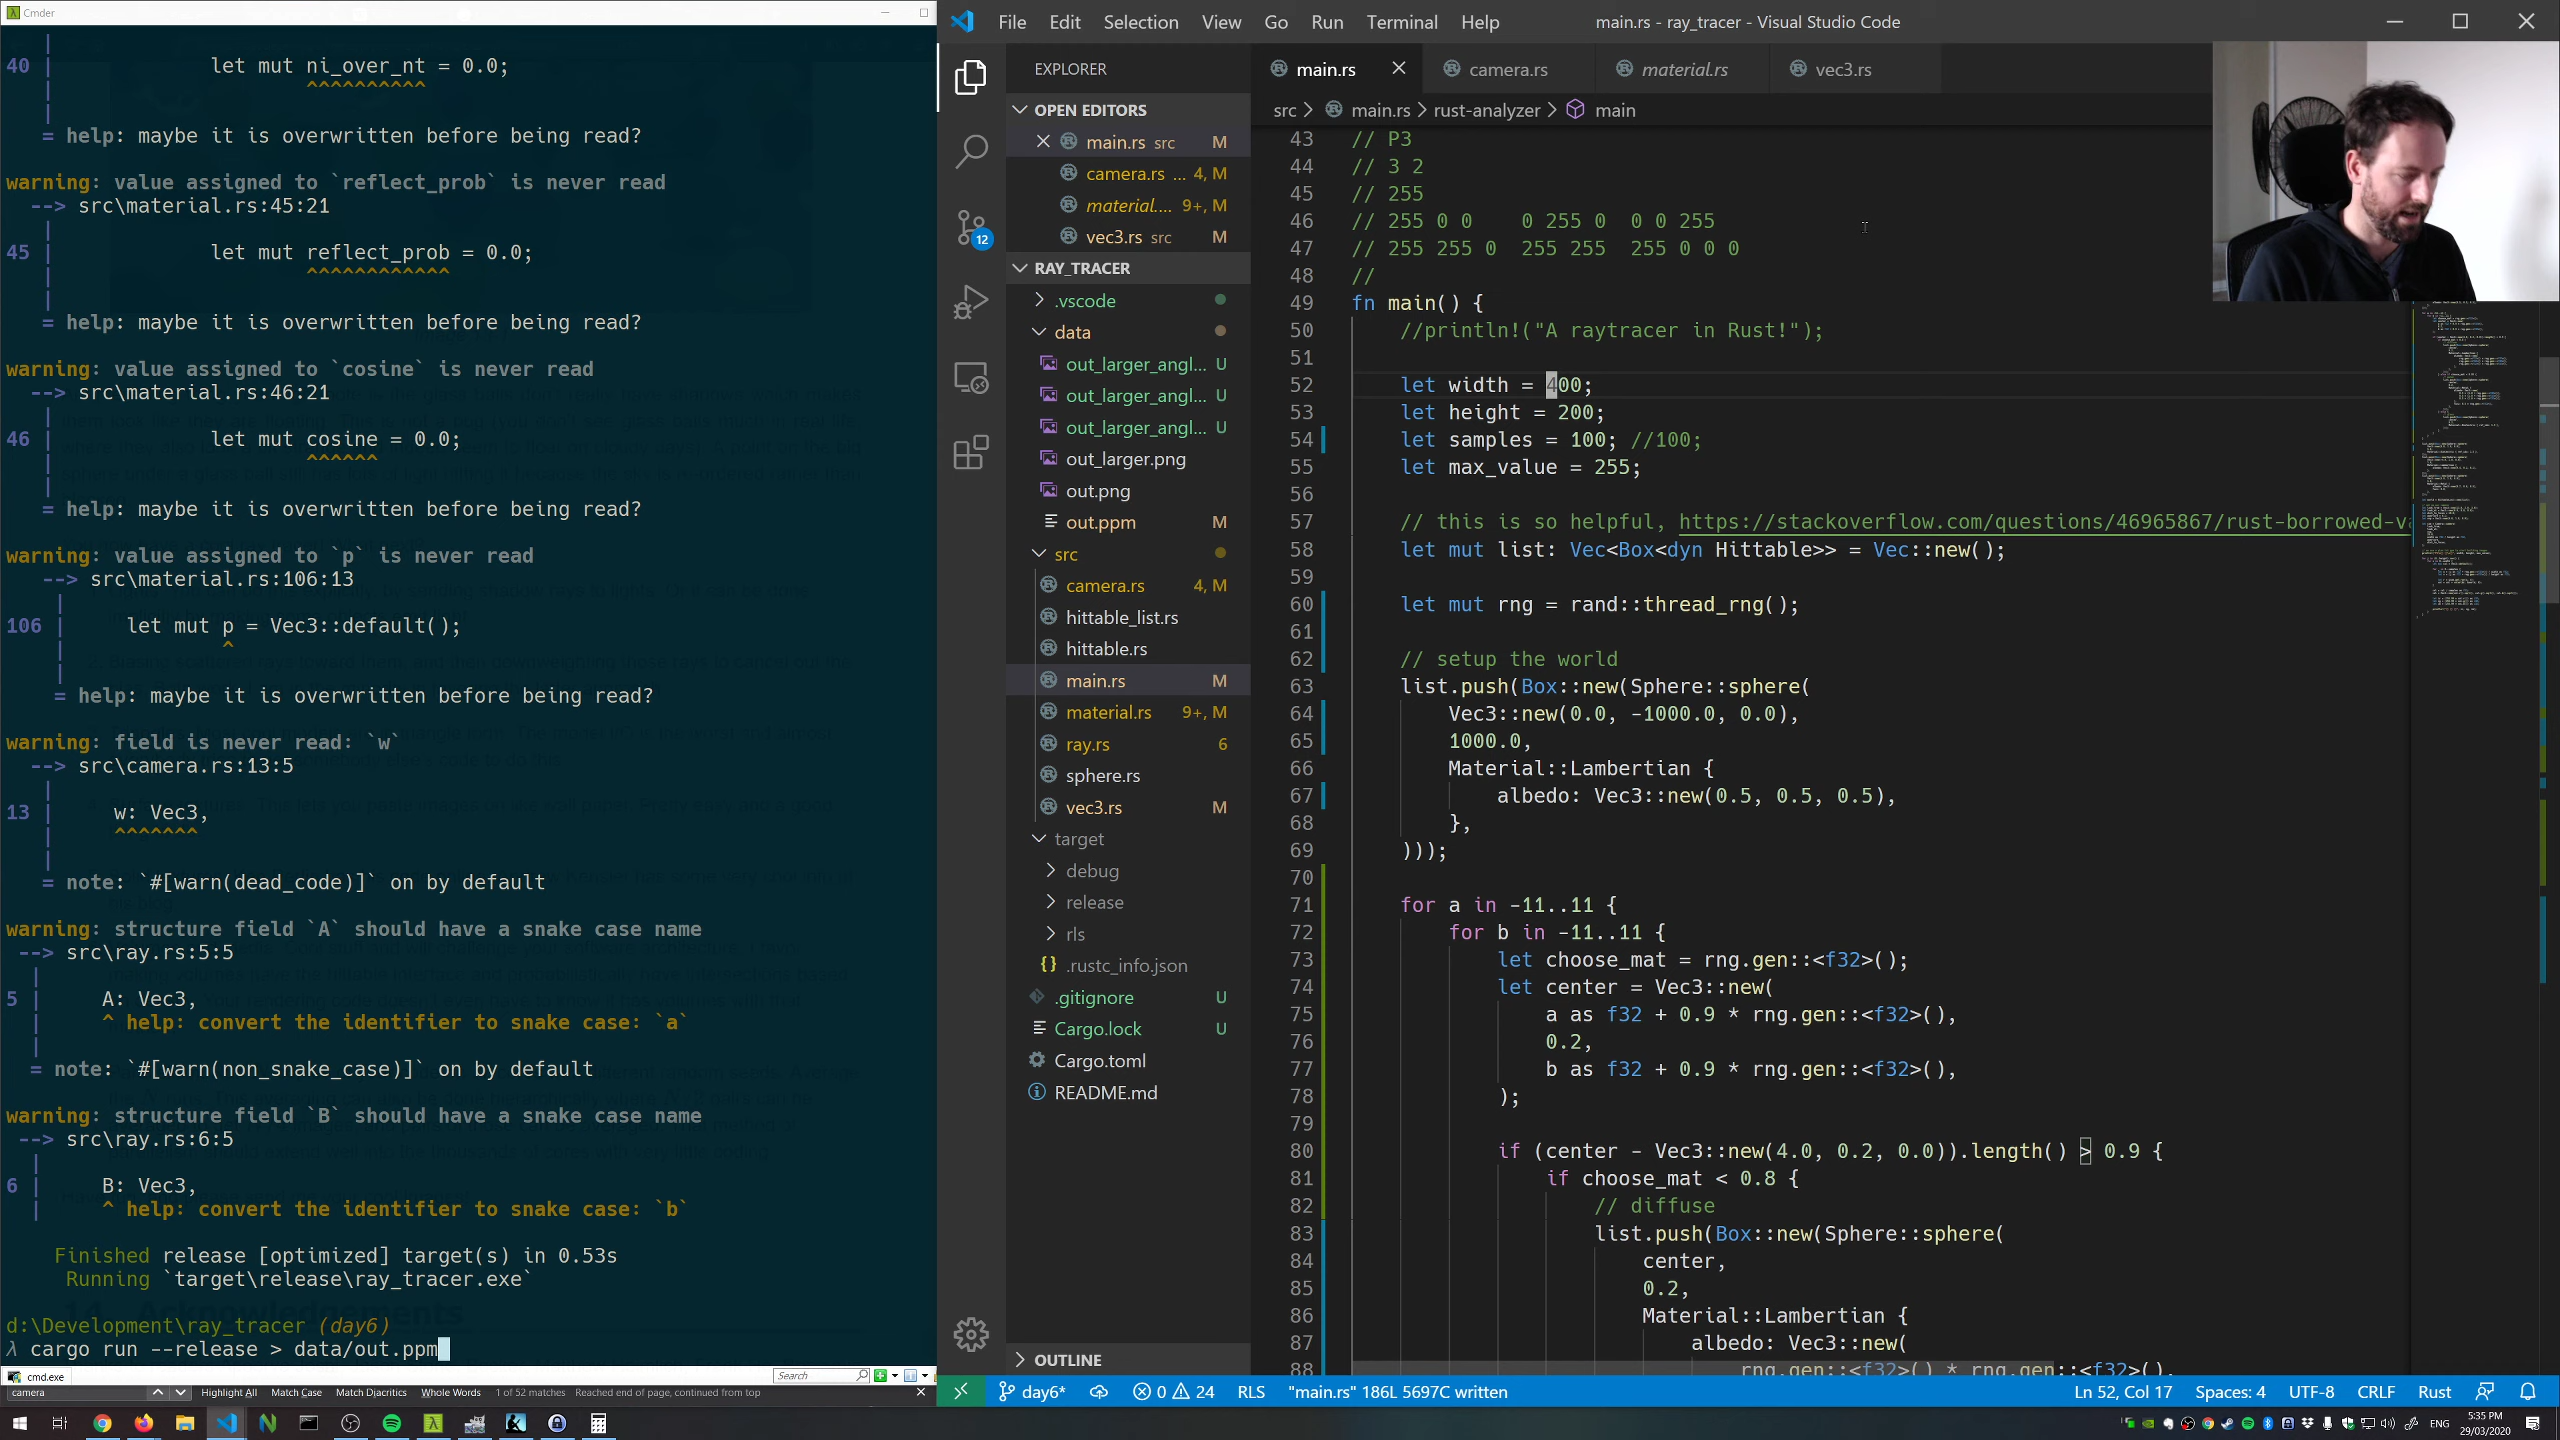 Cmder
40 |         let mut ni_over_nt = 0.0;
^^^^^^^^^^
= help: maybe it is overwritten before being read?
warning: value assigned to `reflect_prob` is never read
--> src\material.rs:45:21
45 |         let mut reflect_prob = 0.0;
^^^^^^^^^^^^
= help: maybe it is overwritten before being read?
warning: value assigned to `cosine` is never read
--> src\material.rs:46:21
46 |         let mut cosine = 0.0;
^^^^^^
= help: maybe it is overwritten before being read?
warning: value assigned to `p` is never read
--> src\material.rs:106:13
106 |     let mut p = Vec3::default();
^
= help: maybe it is overwritten before being read?
warning: field is never read: `w`
--> src\camera.rs:13:5
13 |     w: Vec3,
^^^^^^^
= note: `#[warn(dead_code)]` on by default
warning: structure field `A` should have a snake case name
--> src\ray.rs:5:5
5 |     A: Vec3,
^ help: convert the identifier to snake case: `a`
= note: `#[warn(non_snake_case)]` on by default
warning: structure field `B` should have a snake case name
--> src\ray.rs:6:5
6 |     B: Vec3,
^ help: convert the identifier to snake case: `b`
Finished release [optimized] target(s) in 0.53s
Running `target\release\ray_tracer.exe`
14. Acknowledgements
d:\Development\ray_tracer (day6)
λ cargo run --release > data/out.ppm
cmd.exe
Search
camera
Highlight All Match Case Match Diacritics Whole Words 1 of 52 matches Reached end of page, continued from top
File Edit Selection View Go Run Terminal Help
main.rs - ray_tracer - Visual Studio Code
EXPLORER
OPEN EDITORS
main.rs src M
camera.rs ... 4, M
material.... 9+, M
vec3.rs src M
12
RAY_TRACER
.vscode
data
out_larger_angl... U
out_larger_angl... U
out_larger_angl... U
out_larger.png
out.png
out.ppm M
src
camera.rs 4, M
hittable_list.rs
hittable.rs
main.rs M
material.rs 9+, M
ray.rs 6
sphere.rs
vec3.rs M
target
debug
release
rls
{} .rustc_info.json
.gitignore U
Cargo.lock U
Cargo.toml
README.md
OUTLINE
main.rs camera.rs material.rs vec3.rs
src > main.rs > rust-analyzer > main
43 // P3
44 // 3 2
45 // 255
46 // 255 0 0    0 255 0  0 0 255
47 // 255 255 0  255 255  255 0 0 0
48 //
49 fn main() {
50     //println!("A raytracer in Rust!");
51
52     let width = 400;
53     let height = 200;
54     let samples = 100; //100;
55     let max_value = 255;
56
57     // this is so helpful, https://stackoverflow.com/questions/46965867/rust-borrowed-v
58     let mut list: Vec<Box<dyn Hittable>> = Vec::new();
59
60     let mut rng = rand::thread_rng();
61
62     // setup the world
63     list.push(Box::new(Sphere::sphere(
64         Vec3::new(0.0, -1000.0, 0.0),
65         1000.0,
66         Material::Lambertian {
67             albedo: Vec3::new(0.5, 0.5, 0.5),
68         },
69     )));
70
71     for a in -11..11 {
72         for b in -11..11 {
73             let choose_mat = rng.gen::<f32>();
74             let center = Vec3::new(
75                 a as f32 + 0.9 * rng.gen::<f32>(),
76                 0.2,
77                 b as f32 + 0.9 * rng.gen::<f32>(),
78             );
79
80             if (center - Vec3::new(4.0, 0.2, 0.0)).length() > 0.9 {
81                 if choose_mat < 0.8 {
82                     // diffuse
83                     list.push(Box::new(Sphere::sphere(
84                         center,
85                         0.2,
86                         Material::Lambertian {
87                             albedo: Vec3::new(
88                                 rng.gen::<f32>() * rng.gen::<f32>(),
day6* 0 24 RLS "main.rs" 186L 5697C written
Ln 52, Col 17 Spaces: 4 UTF-8 CRLF Rust
ENG
5:35 PM
29/03/2020